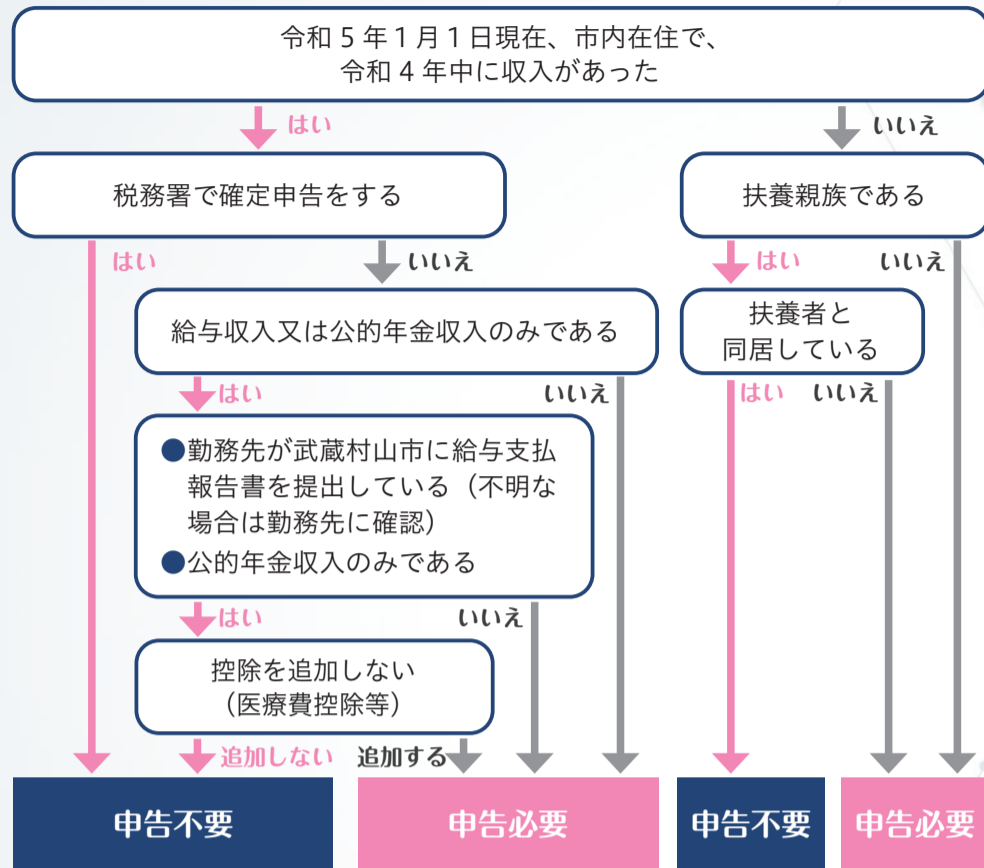 令和5年1月1日現在、市内在住で、
令和4年中に収入があった
はい
いいえ
税務署で確定申告をする
扶養親族である
はい
いいえ
はい
いいえ
給与収入又は公的年金収入のみである
扶養者と
同居している
はい
いいえ
はい
いいえ
●勤務先が武蔵村山市に給与支払
報告書を提出している（不明な
場合は勤務先に確認）
●公的年金収入のみである
はい
いいえ
控除を追加しない
（医療費控除等）
追加しない
追加する
申告不要
申告必要
申告不要
申告必要